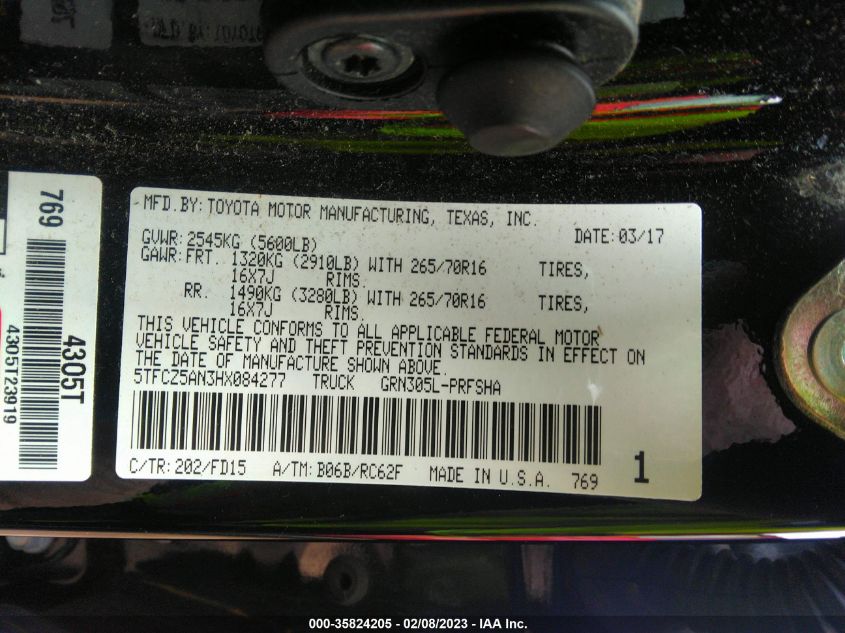 769
4305T
4305T23919
MFD.BY:TOYOTA MOTOR MANUFACTURING, TEXAS, INC.
GVWR:2545KG (5600LB) DATE:03/17
GAWR:FRT. 1320KG (2910LB) WITH 265/70R16 TIRES,
16X7J RIMS.
RR. 1490KG (3280LB) WITH 265/70R16 TIRES,
16X7J RIMS.
THIS VEHICLE CONFORMS TO ALL APPLICABLE FEDERAL MOTOR
VEHICLE SAFETY AND THEFT PREVENTION STANDARDS IN EFFECT ON
THE DATE OF MANUFACTURE SHOWN ABOVE.
5TFCZ5AN3HX084277 TRUCK GRN305L-PRFSHA
C/TR:202/FD15 A/TM:B06B/RC62F MADE IN U.S.A. 769
1
000-35824205 - 02/08/2023 - IAA Inc.